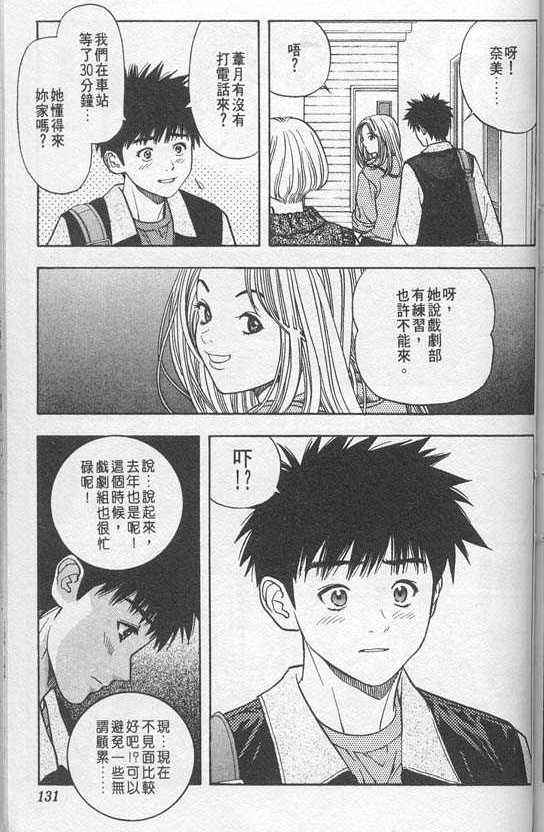 呀！
奈美……
唔？
葦月有沒有
打電話來？
我們在車站
等了30分鐘…
她懂得來
妳家嗎？
呀，
她說戲劇部
有練習，
也許不能來。
吓!?
說…說起來，
去年也是呢！
這個時候，
戲劇組也很忙
碌呢！
現…現在
不見面比較
好吧!?可以
避免一些無
謂顧累……
131